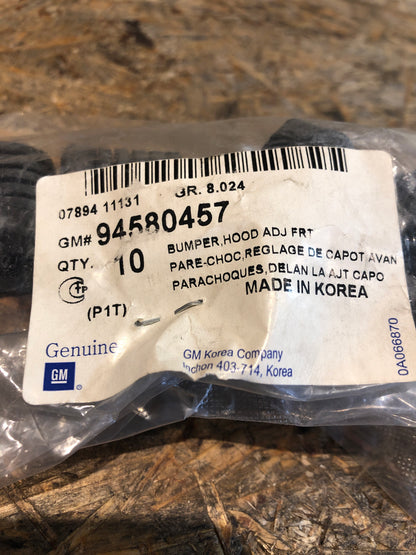 07894 11131 GR. 8.024
GM# 94580457
QTY. 10 BUMPER,HOOD ADJ FRT
PARE-CHOC,REGLAGE DE CAPOT AVAN
PARACHOQUES,DELAN LA AJT CAPO
MADE IN KOREA
(P1T)
Genuine
GM
®
GM Korea Company
Inchon 403-714, Korea
0A066870